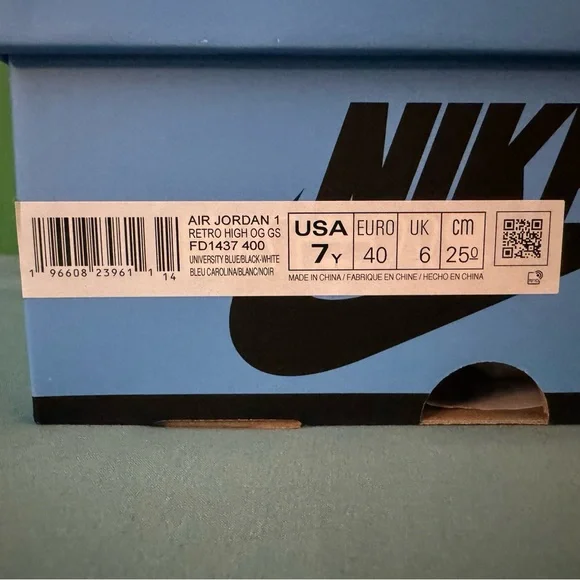 NIKE
AIR JORDAN 1
RETRO HIGH OG GS
FD1437 400
UNIVERSITY BLUE/BLACK-WHITE
BLEU CAROLINA/BLANC/NOIR
1 96608 23961 1
14
USA
7Y
EURO
40
UK
6
cm
25⁰
MADE IN CHINA / FABRIQUE EN CHINE / HECHO EN CHINA